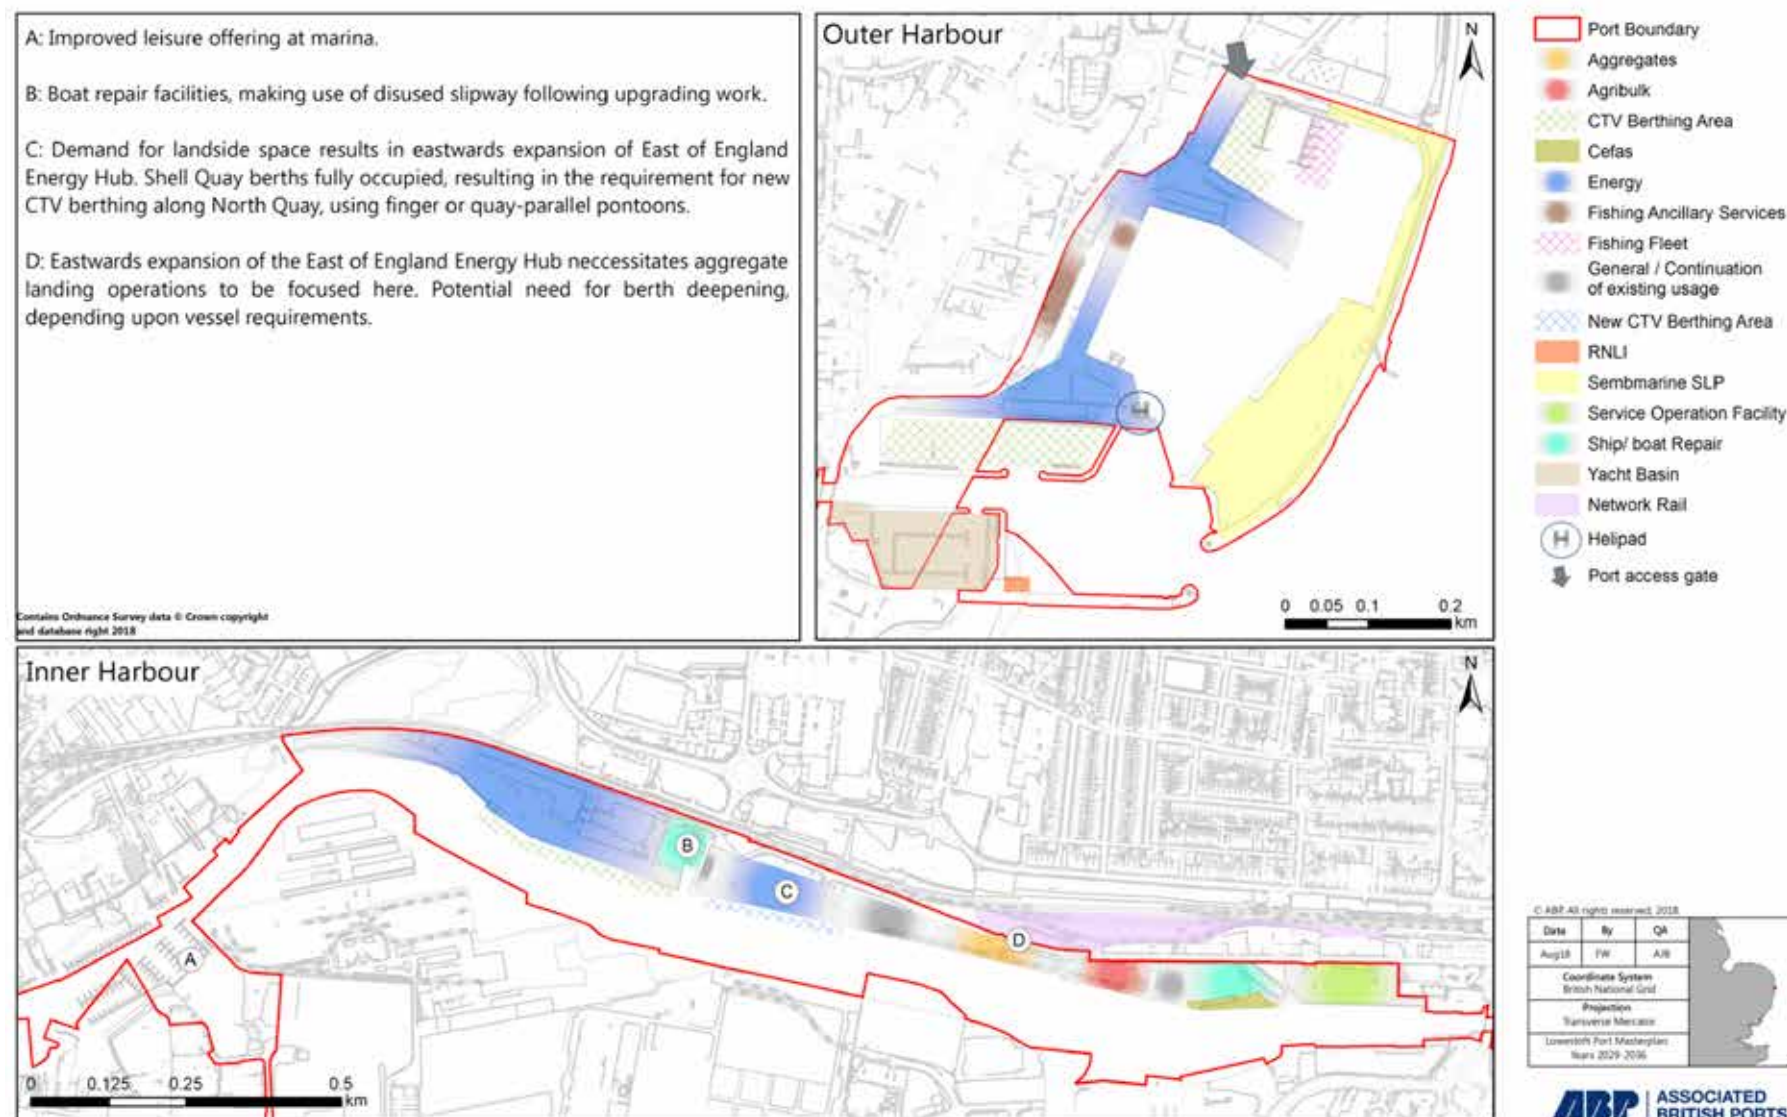 A: Improved leisure offering at marina.
B: Boat repair facilities, making use of disused slipway following upgrading work.
C: Demand for landside space results in eastwards expansion of East of England
Energy Hub. Shell Quay berths fully occupied, resulting in the requirement for new
CTV berthing along North Quay, using finger or quay-parallel pontoons.
D: Eastwards expansion of the East of England Energy Hub neccessitates aggregate
landing operations to be focused here. Potential need for berth deepening,
depending upon vessel requirements.
Contains Ordnance Survey data © Crown copyright
and database right 2018
Outer Harbour
N
H
0 0.05 0.1 0.2
km
Port Boundary
Aggregates
Agribulk
CTV Berthing Area
Cefas
Energy
Fishing Ancillary Services
Fishing Fleet
General / Continuation
of existing usage
New CTV Berthing Area
RNLI
Sembmarine SLP
Service Operation Facility
Ship/ boat Repair
Yacht Basin
Network Rail
H Helipad
Port access gate
Inner Harbour
N
A
B
C
D
0 0.125 0.25 0.5
km
© ABP. All rights reserved, 2018
Date By QA
Aug18 FW AJB
Coordinate System
British National Grid
Projection
Transverse Mercator
Lowestoft Port Masterplan
Years 2029-2036
ABP ASSOCIATED
BRITISH PORTS